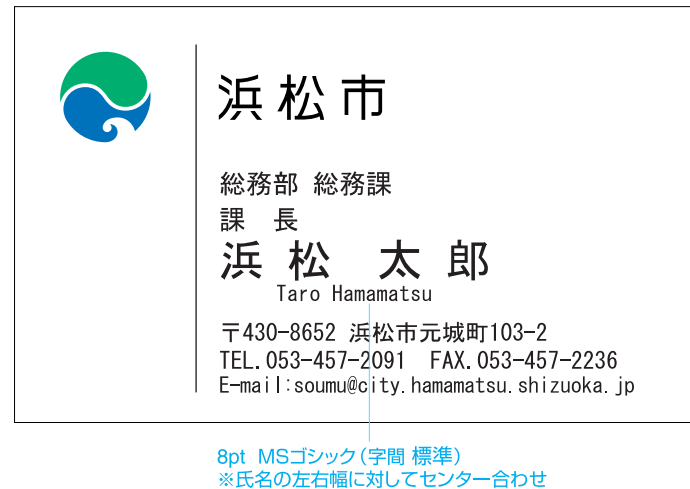 浜松市
総務部 総務課
課　長
浜 松　太 郎
Taro Hamamatsu
〒430-8652 浜松市元城町103-2
TEL.053-457-2091　FAX.053-457-2236
E-mail:soumu@city.hamamatsu.shizuoka.jp
8pt　MSゴシック（字間 標準）
※氏名の左右幅に対してセンター合わせ